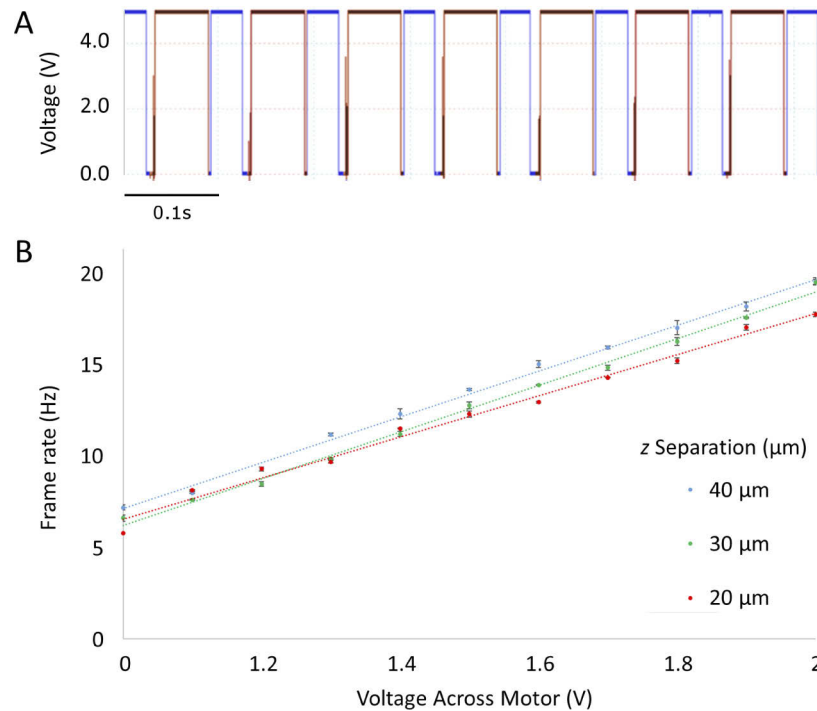 A
Voltage (V)
4.0
2.0
0.0
0.1s
B
Frame rate (Hz)
20
15
10
5
0
z Separation (µm)
40 µm
30 µm
20 µm
0 1.2 1.4 1.6 1.8 2
Voltage Across Motor (V)